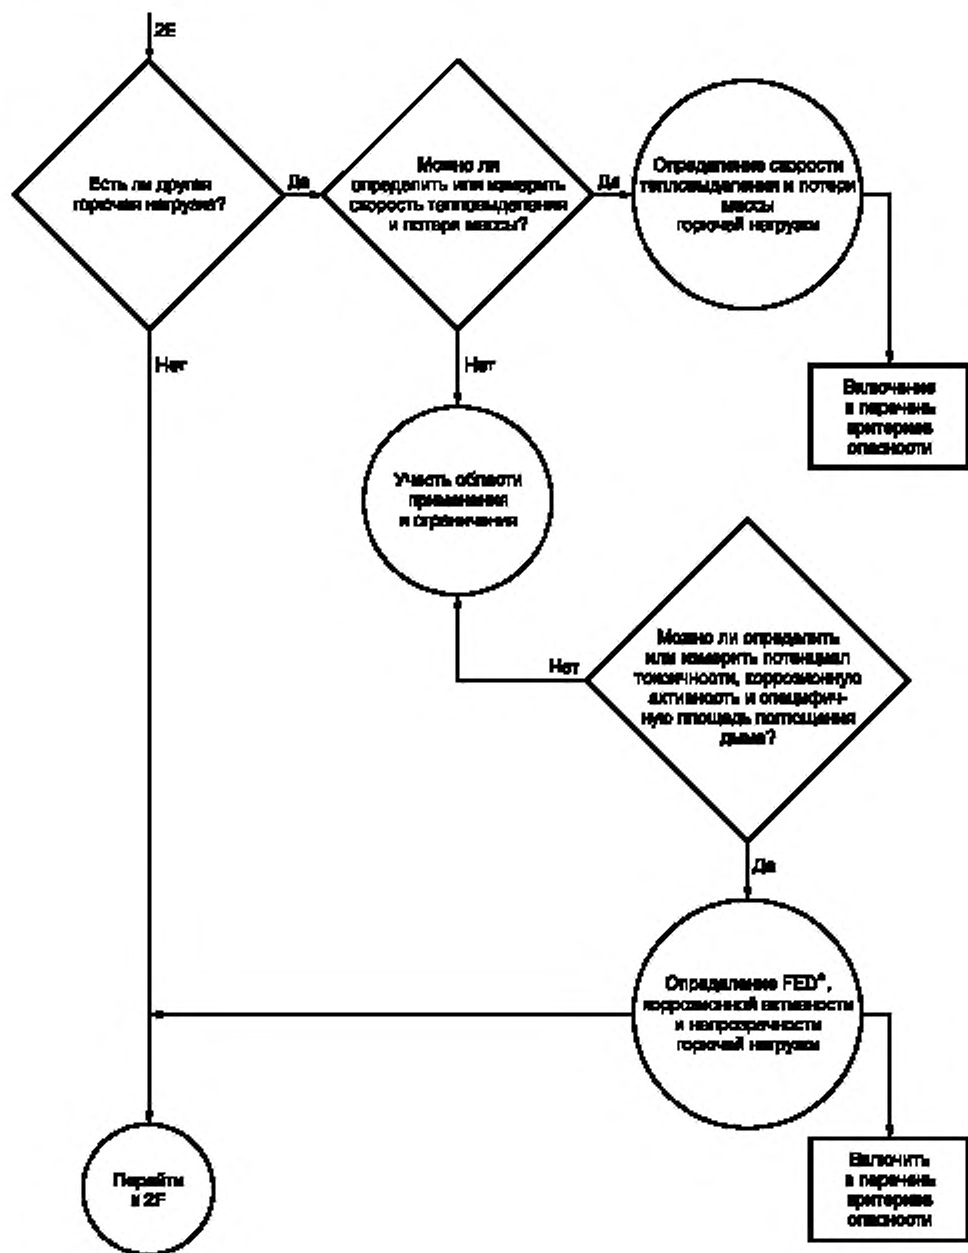 2E
Есть ли другая
горючая нагрузка?
Да
Можно ли
определить или измерить
скорость тепловыделения
и потери массы?
Да
Определение скорости
тепловыделения и потери
массы
горючей нагрузки
Нет
Нет
Включение
в перечень
критериев
опасности
Учесть области
применения
и ограничения
Можно ли определить
или измерить потенциал
токсичности, коррозионную
активность и специфич-
ную площадь поглощения
дыма?
Нет
Да
Определение FED*,
коррозионной активности
и непрозрачности
горючей нагрузки
Перейти
к 2F
Включить
в перечень
критериев
опасности